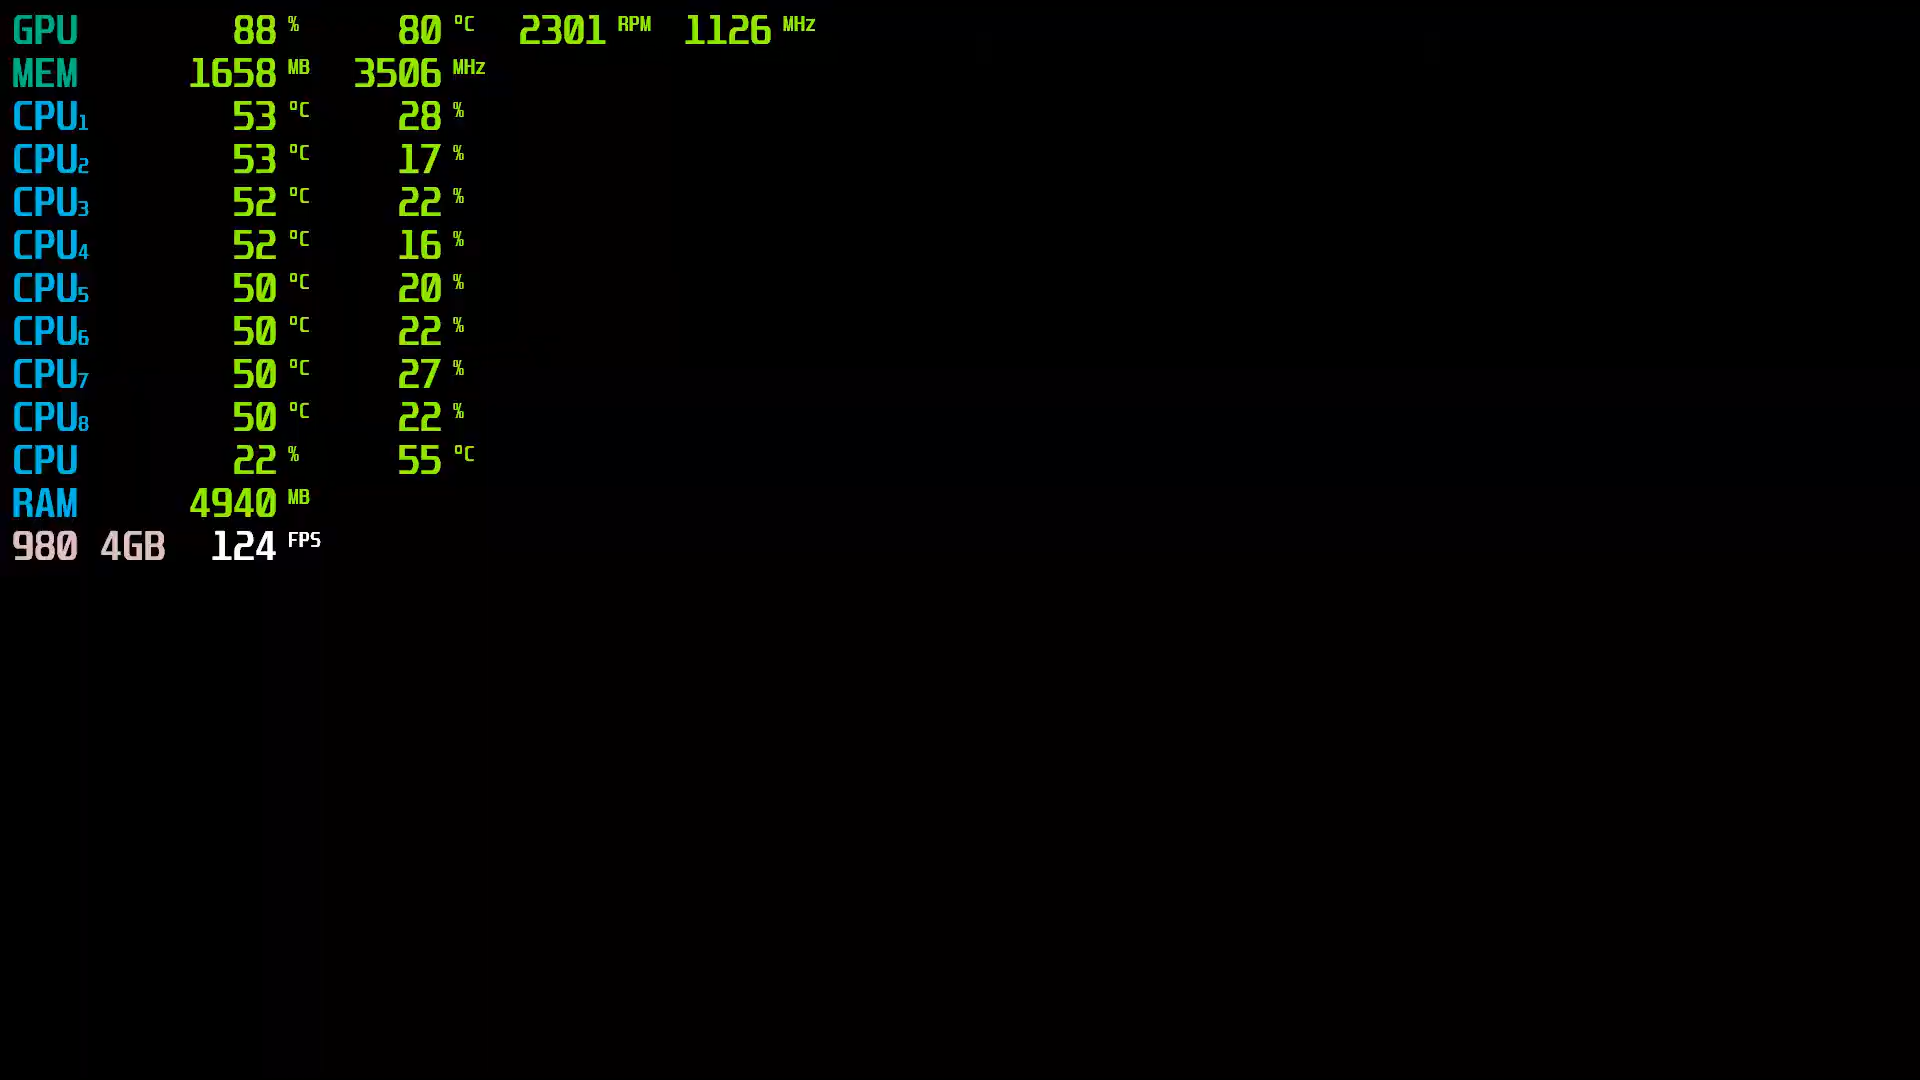 GPU 88 % 80 °C 2301 RPM 1126 MHz
MEM 1658 MB 3506 MHz
CPU1 53 °C 28 %
CPU2 53 °C 17 %
CPU3 52 °C 22 %
CPU4 52 °C 16 %
CPU5 50 °C 20 %
CPU6 50 °C 22 %
CPU7 50 °C 27 %
CPU8 50 °C 22 %
CPU 22 % 55 °C
RAM 4940 MB
980 4GB 124 FPS